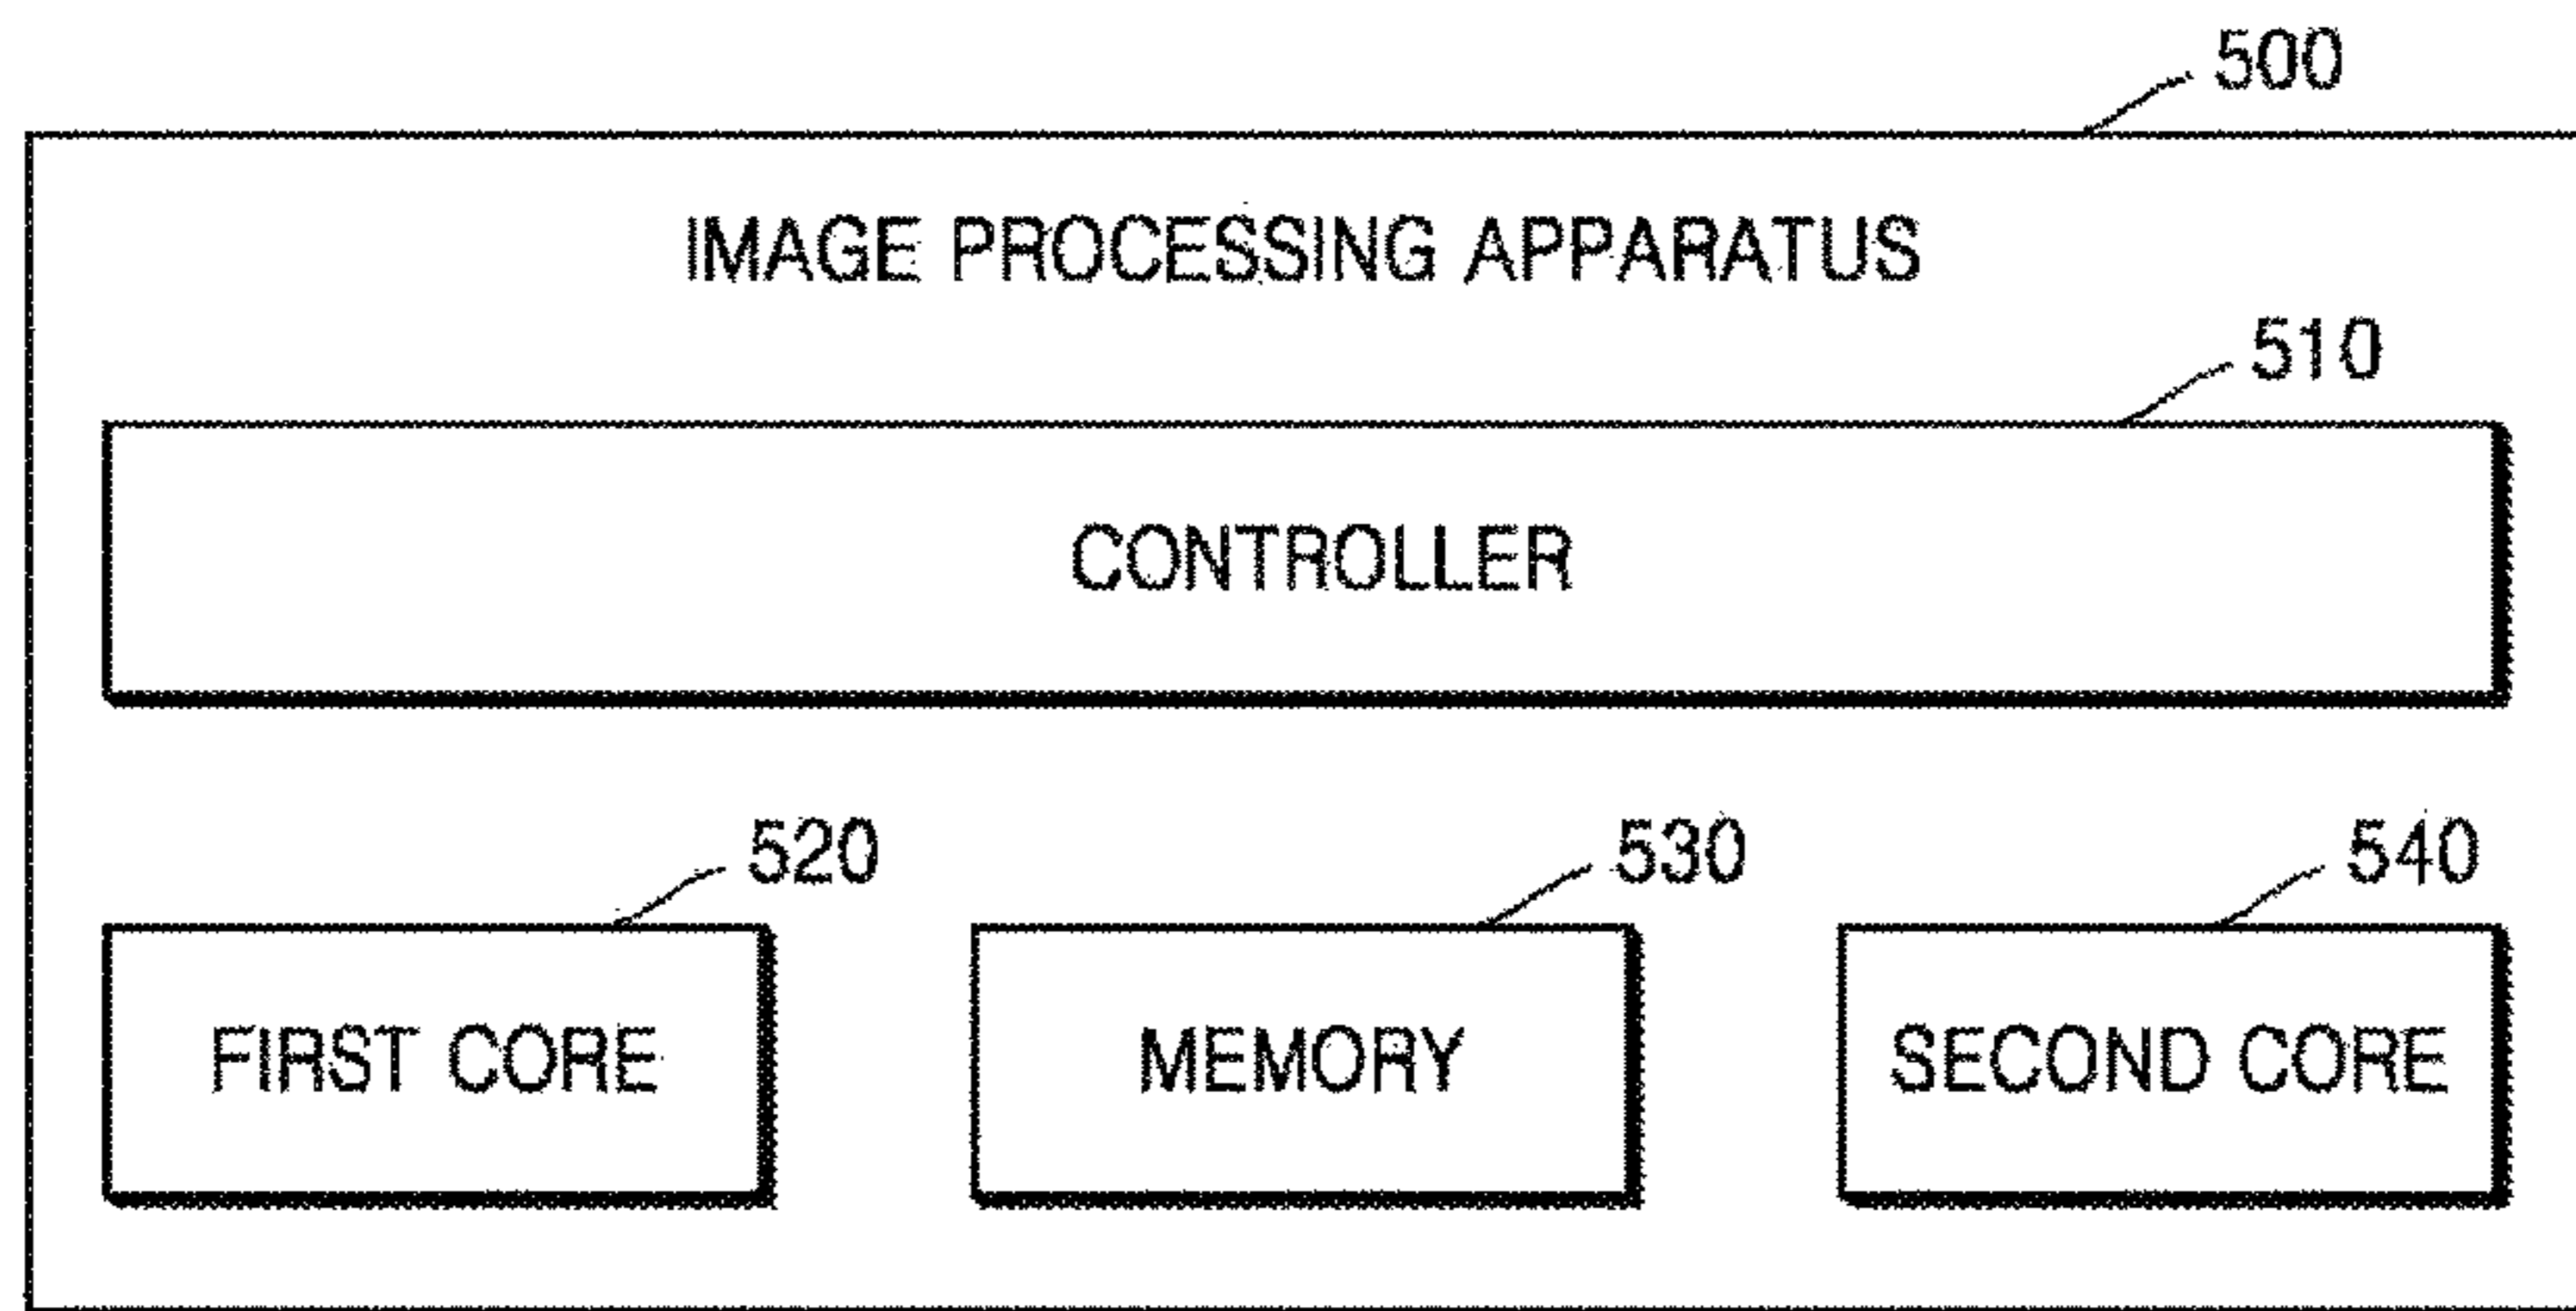 500
IMAGE PROCESSING APPARATUS
510
CONTROLLER
520 530 540
FIRST CORE MEMORY SECOND CORE